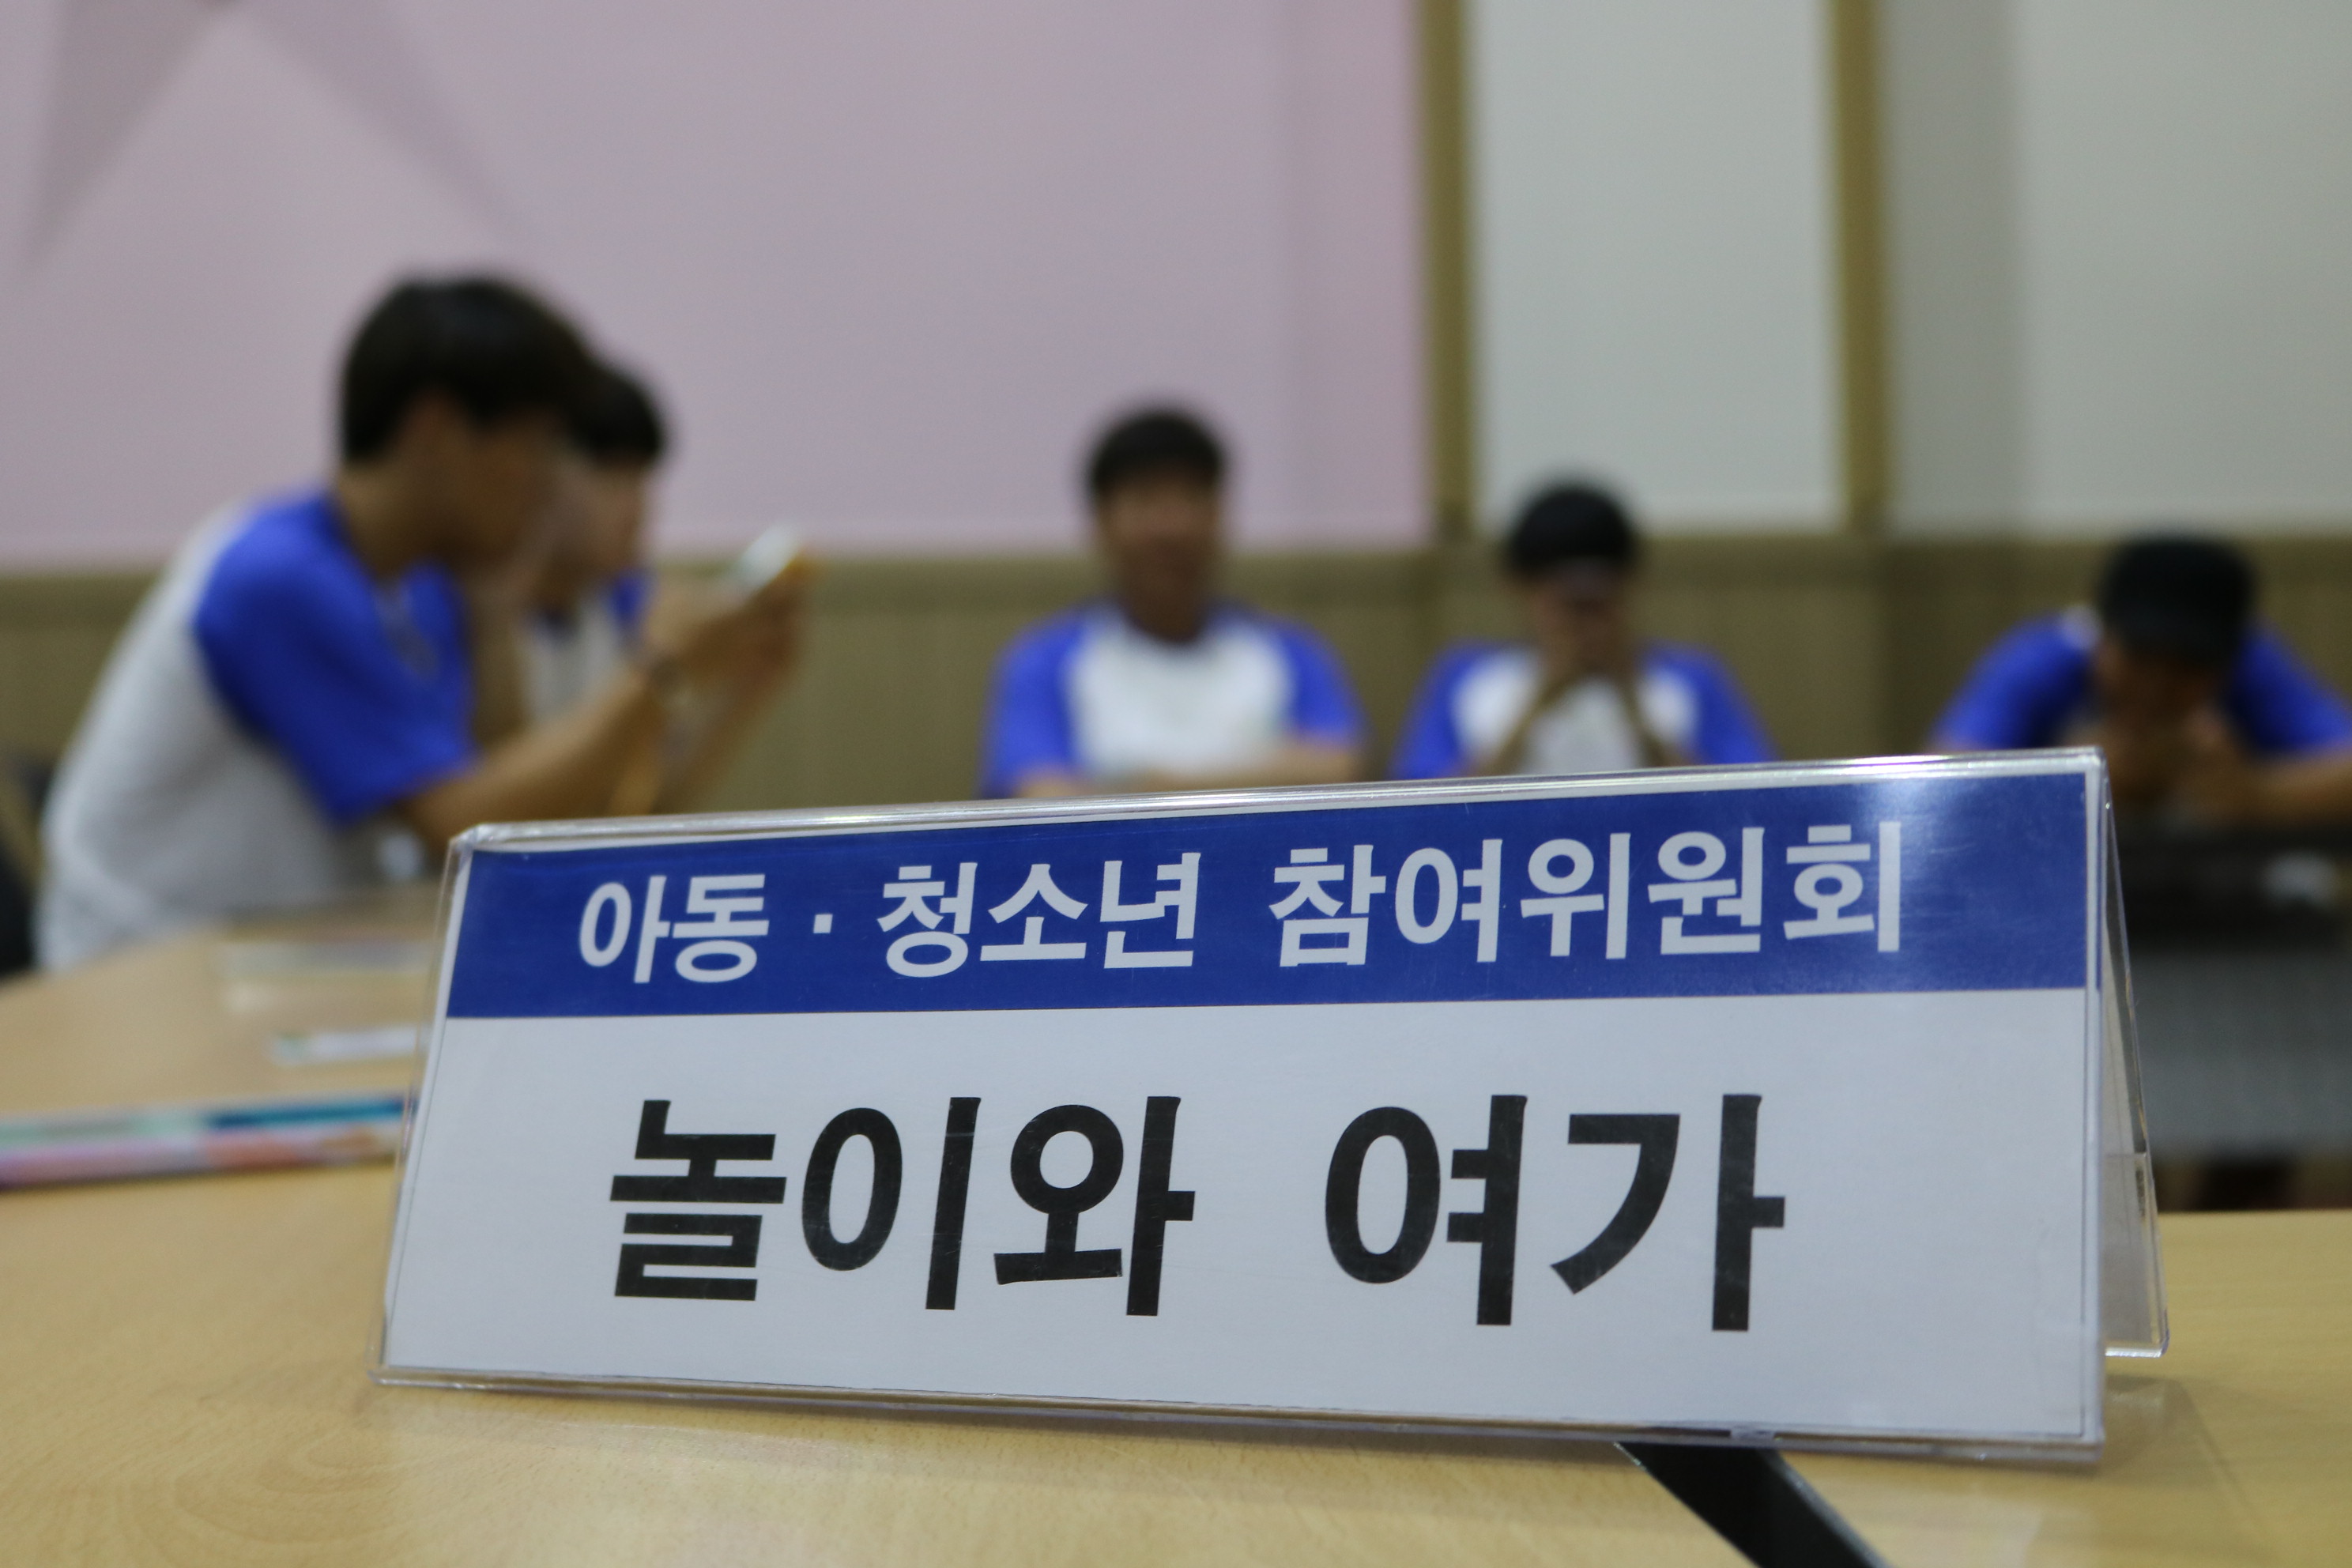 아동 · 청소년 참여위원회
놀이와 여가